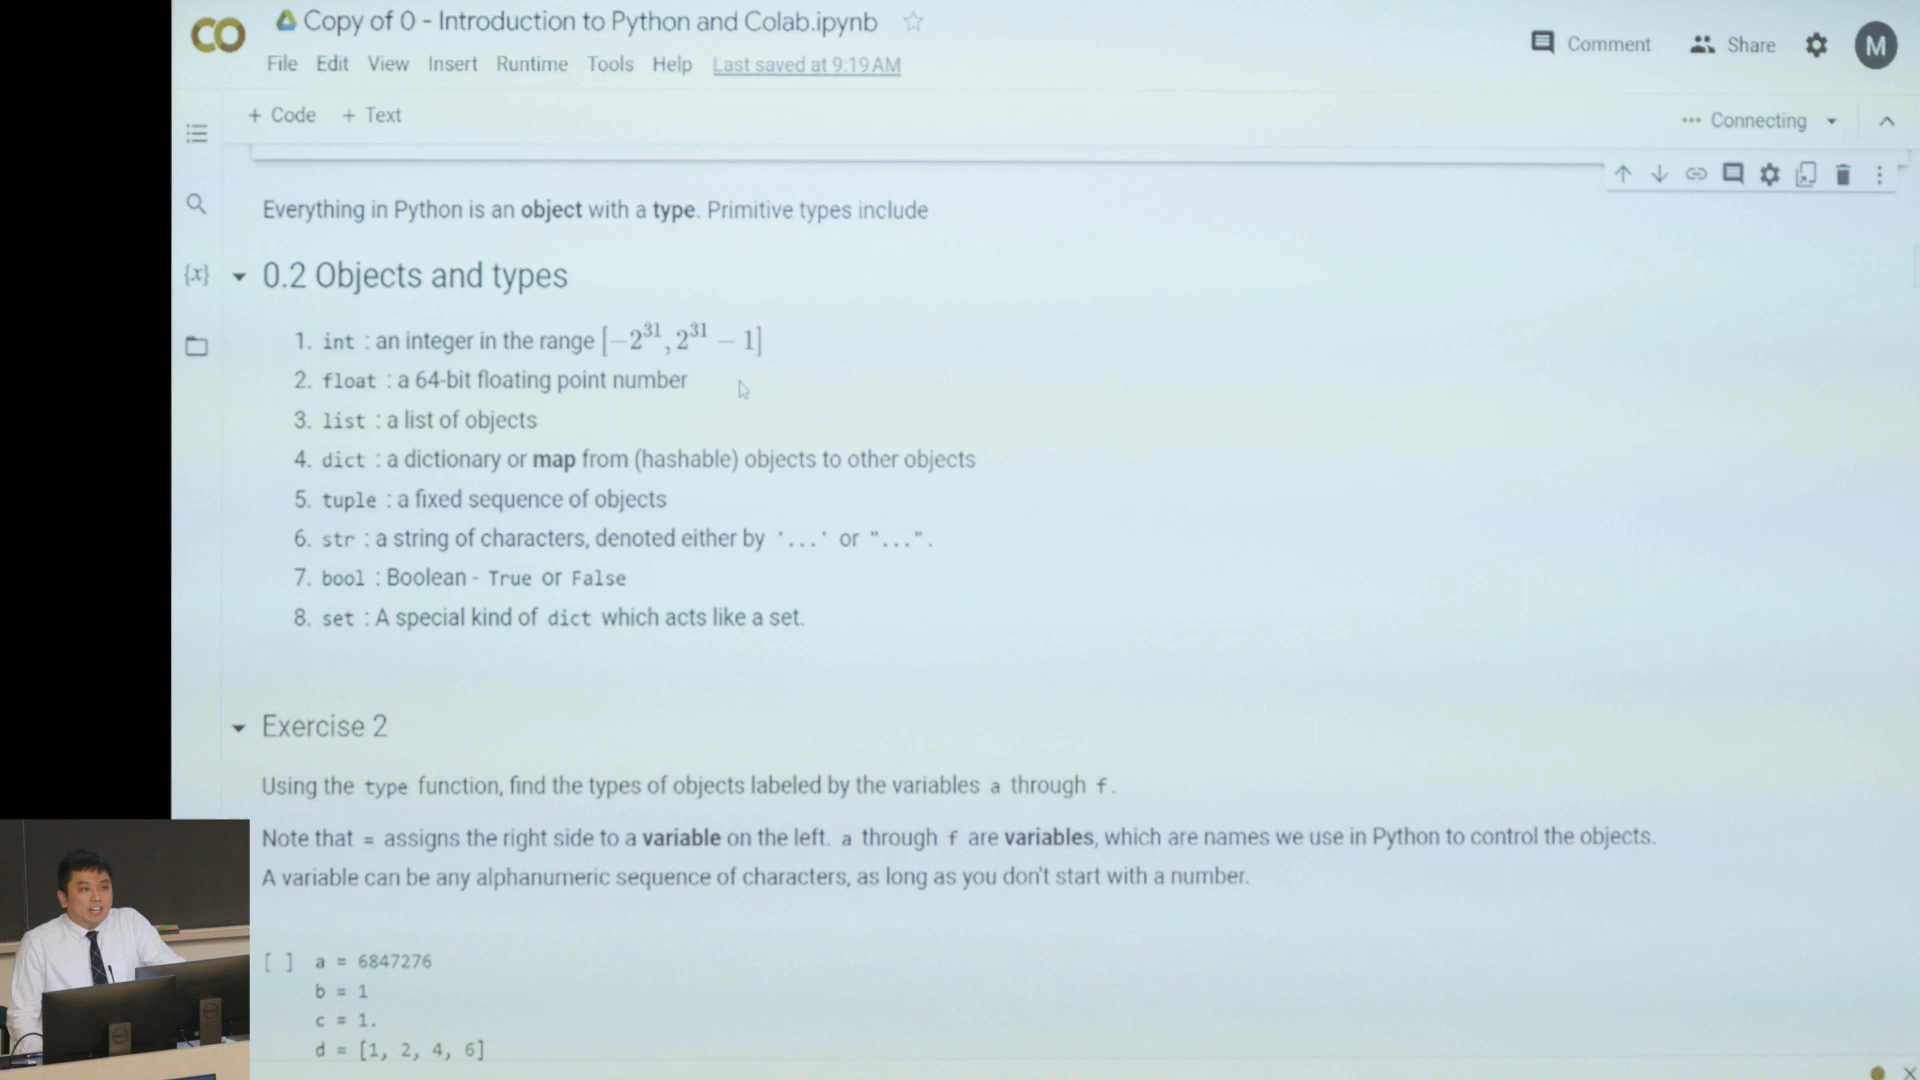 CO
Copy of 0 - Introduction to Python and Colab.ipynb
File Edit View Insert Runtime Tools Help Last saved at 9:19 AM
Comment Share M
+ Code + Text
Connecting
Everything in Python is an object with a type. Primitive types include
{x}
0.2 Objects and types
1. int : an integer in the range [−2^31, 2^31 − 1]
2. float : a 64-bit floating point number
3. list : a list of objects
4. dict : a dictionary or map from (hashable) objects to other objects
5. tuple : a fixed sequence of objects
6. str : a string of characters, denoted either by '...' or "...".
7. bool : Boolean - True or False
8. set : A special kind of dict which acts like a set.
Exercise 2
Using the type function, find the types of objects labeled by the variables a through f.
Note that = assigns the right side to a variable on the left. a through f are variables, which are names we use in Python to control the objects.
A variable can be any alphanumeric sequence of characters, as long as you don't start with a number.
[ ] a = 6847276
b = 1
c = 1.
d = [1, 2, 4, 6]